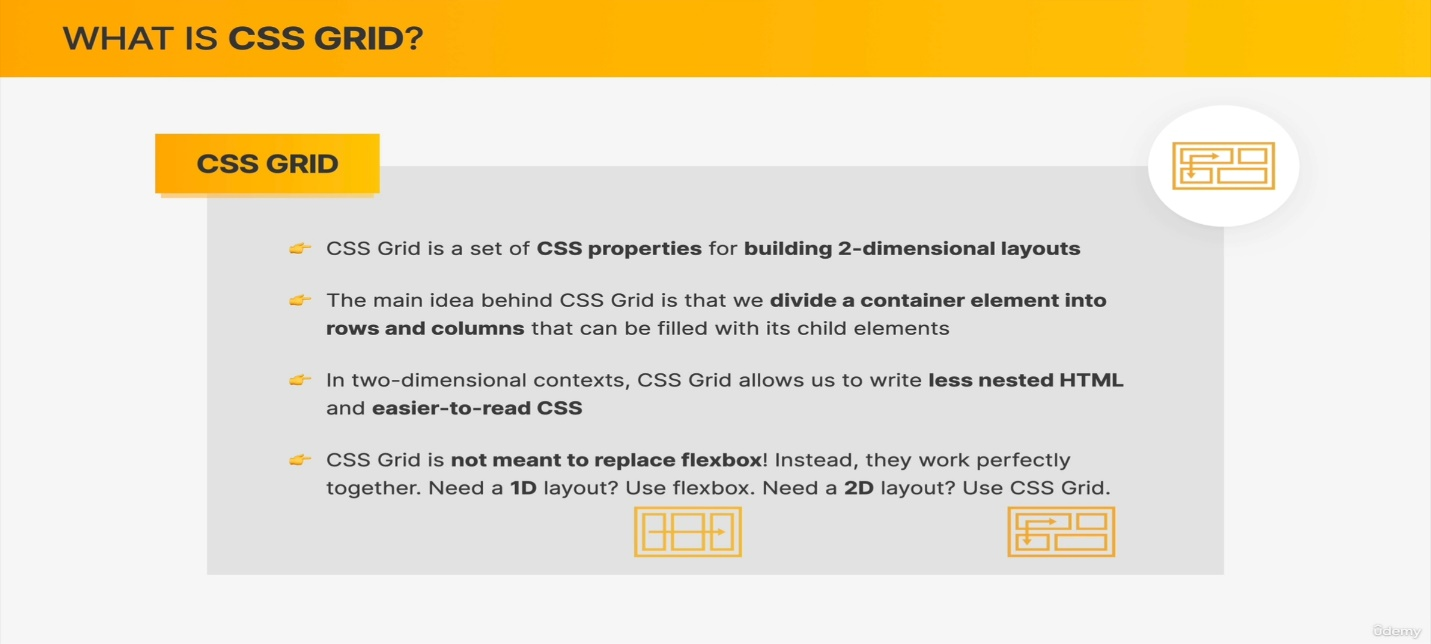 WHAT IS CSS GRID?
CSS GRID
👉 CSS Grid is a set of CSS properties for building 2-dimensional layouts
👉 The main idea behind CSS Grid is that we divide a container element into
rows and columns that can be filled with its child elements
👉 In two-dimensional contexts, CSS Grid allows us to write less nested HTML
and easier-to-read CSS
👉 CSS Grid is not meant to replace flexbox! Instead, they work perfectly
together. Need a 1D layout? Use flexbox. Need a 2D layout? Use CSS Grid.
ûdemy